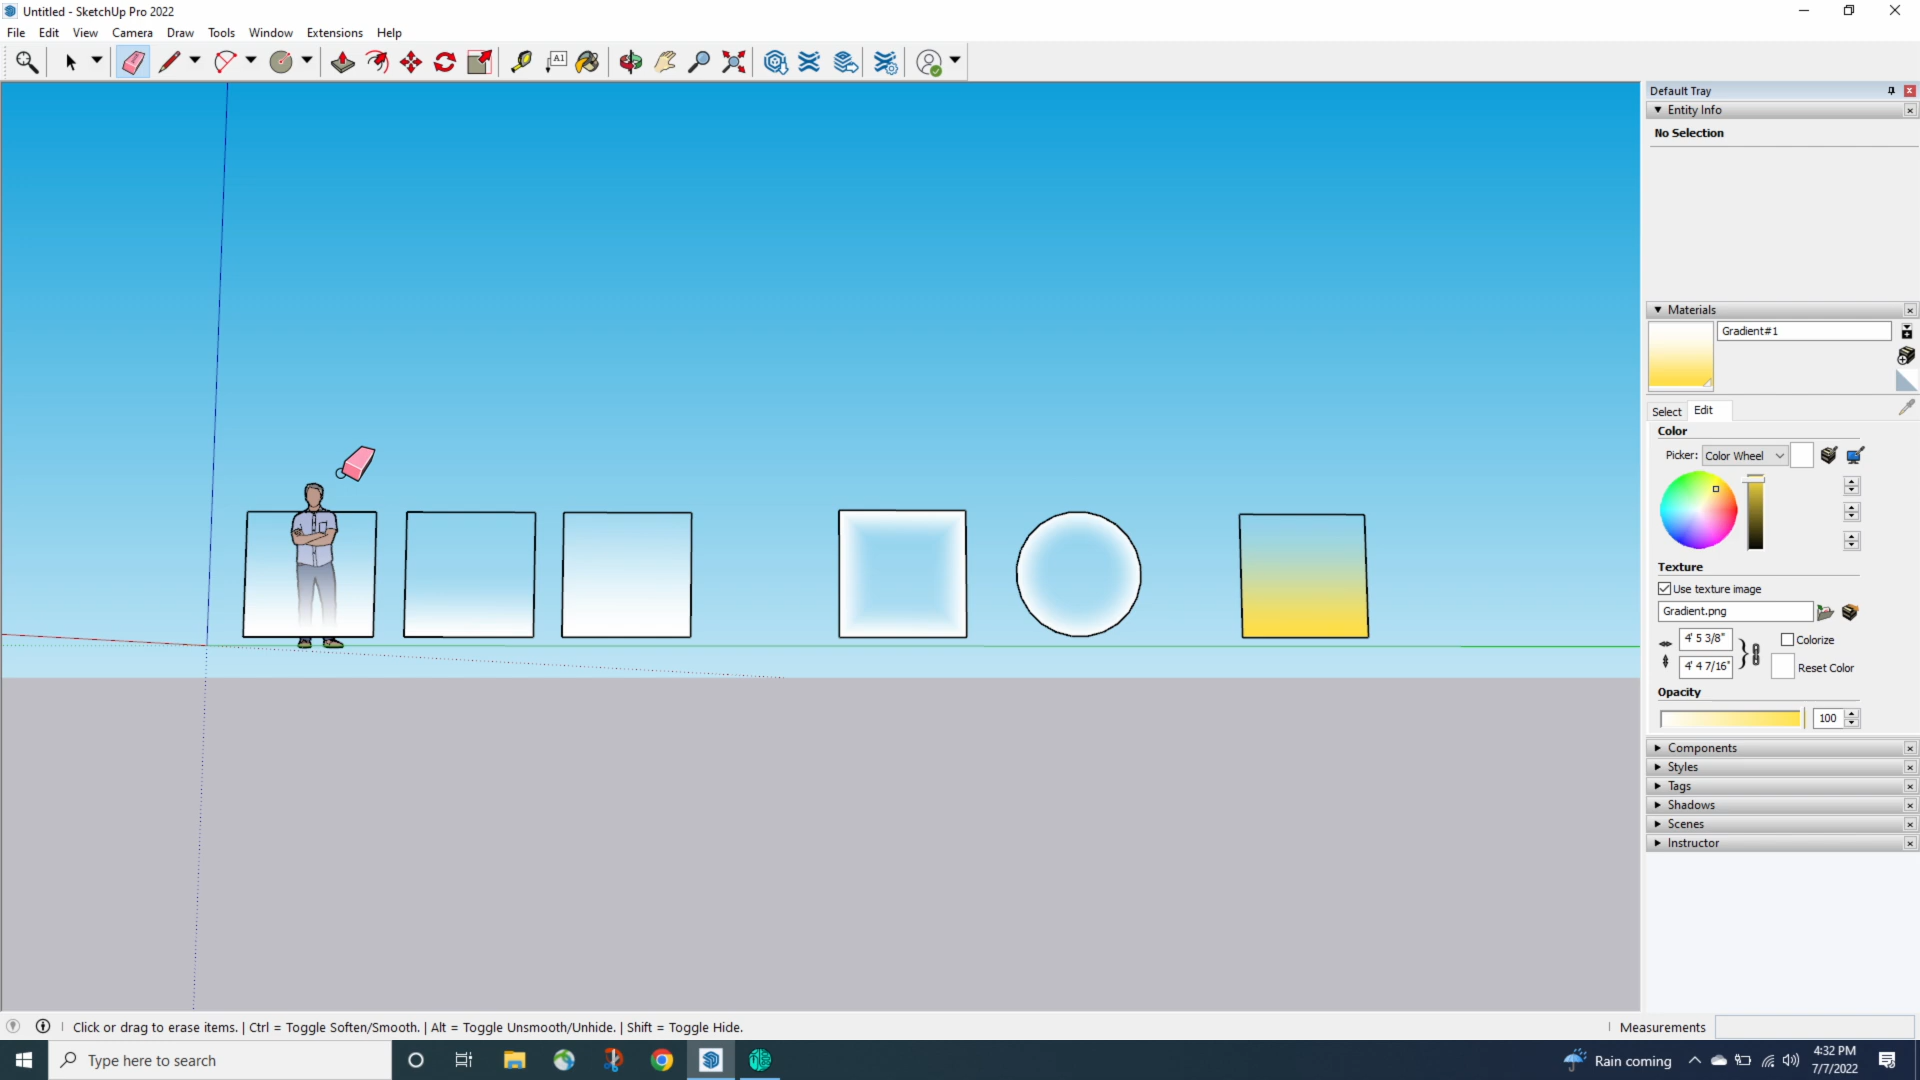 Untitled - SketchUp Pro 2022
File Edit View Camera Draw Tools Window Extensions Help
A1
Default Tray
Entity Info
No Selection
Materials
Gradient#1
Select Edit
Color
Picker: Color Wheel
Texture
Use texture image
Gradient.png
4' 5 3/8"
Colorize
4' 4 7/16"
Reset Color
Opacity
100
Components
Styles
Tags
Shadows
Scenes
Instructor
Click or drag to erase items. | Ctrl = Toggle Soften/Smooth. | Alt = Toggle Unsmooth/Unhide. | Shift = Toggle Hide.
Measurements
Type here to search
Rain coming
4:32 PM
7/7/2022